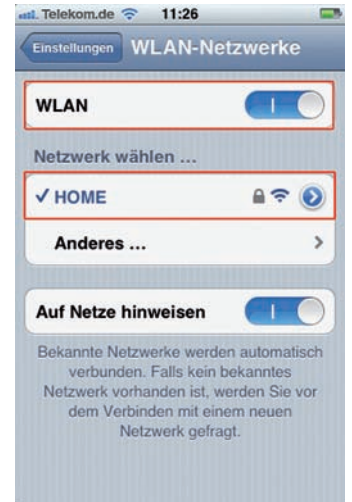 Telekom.de 11:26
Einstellungen WLAN-Netzwerke
WLAN
Netzwerk wählen ...
HOME
Anderes ...
Auf Netze hinweisen
Bekannte Netzwerke werden automatisch
verbunden. Falls kein bekanntes
Netzwerk vorhanden ist, werden Sie vor
dem Verbinden mit einem neuen
Netzwerk gefragt.